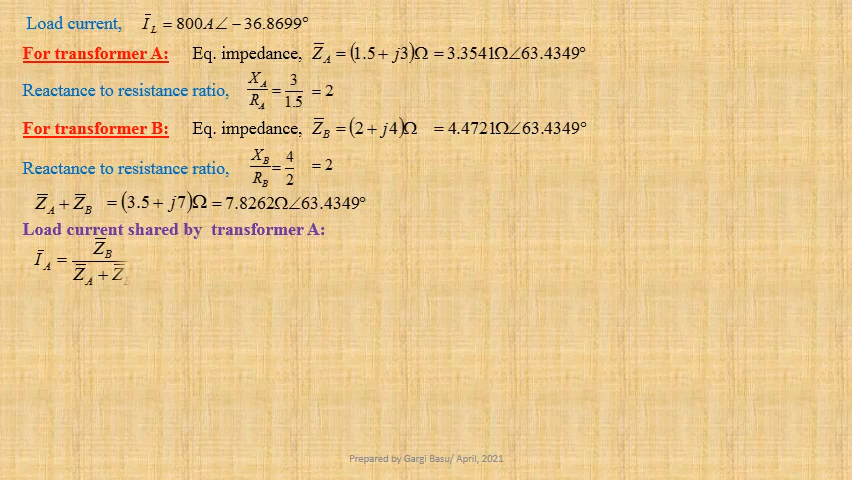 Load current, Ī_L = 800A∠−36.8699°
For transformer A: Eq. impedance, Z̄_A = (1.5 + j3)Ω = 3.3541Ω∠63.4349°
Reactance to resistance ratio, X_A/R_A = 3/1.5 = 2
For transformer B: Eq. impedance, Z̄_B = (2 + j4)Ω = 4.4721Ω∠63.4349°
Reactance to resistance ratio, X_B/R_B = 4/2 = 2
Z̄_A + Z̄_B = (3.5 + j7)Ω = 7.8262Ω∠63.4349°
Load current shared by transformer A:
Ī_A = Z̄_B/(Z̄_A + Z̄_B
Prepared by Gargi Basu/ April, 2021